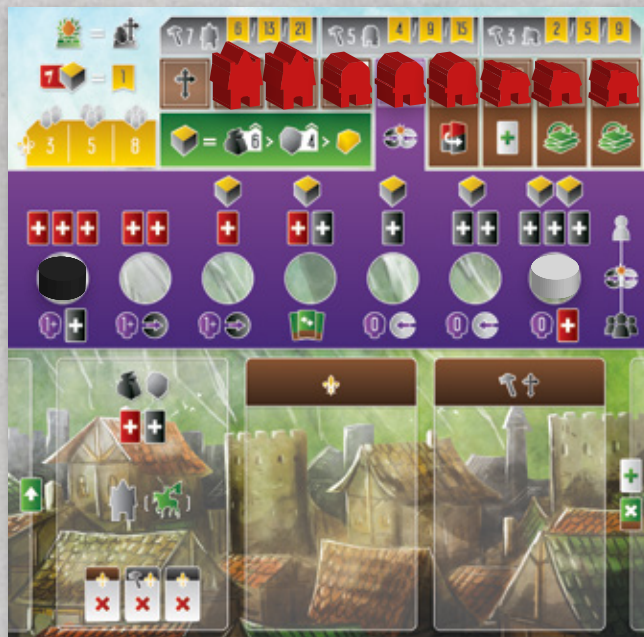 =
7 6 / 13 / 21 5 4 / 9 / 15 3 2 / 5 / 9
= 1
3 5 8
= 6 > 4 >
1+ 1+ 1+ 0 0 0